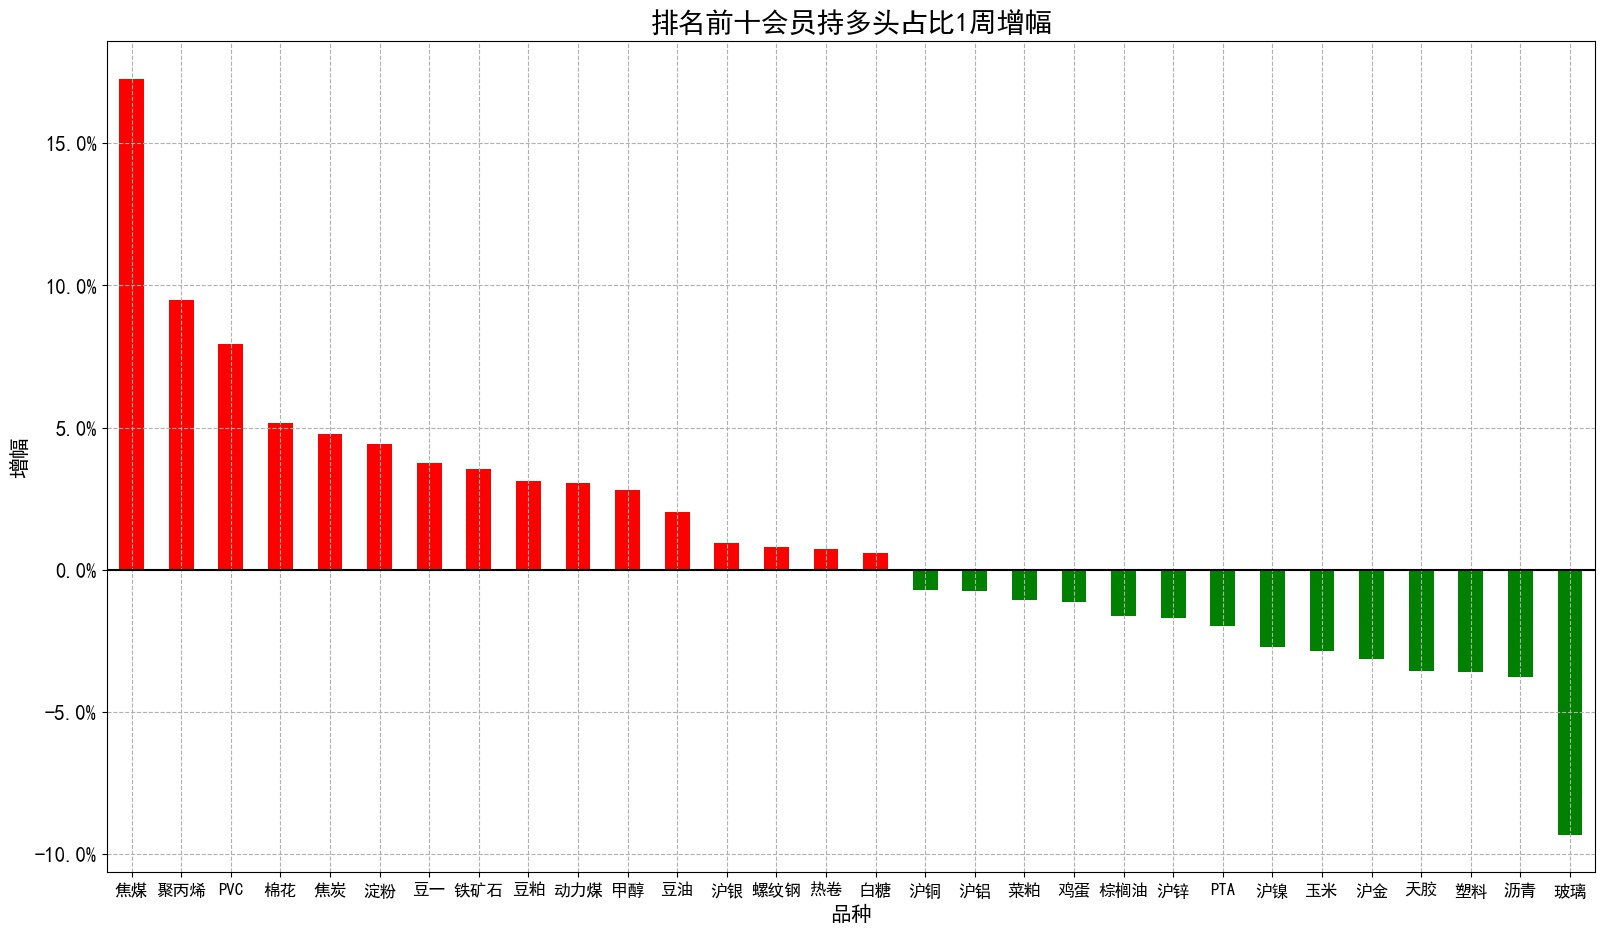 排名前十会员持多头占比1周增幅
15.0%
10.0%
5.0%
0.0%
−5.0%
−10.0%
增幅
焦煤 聚丙烯 PVC 棉花 焦炭 淀粉 豆一 铁矿石 豆粕 动力煤 甲醇 豆油 沪银 螺纹钢 热卷 白糖 沪铜 沪铝 菜粕 鸡蛋 棕榈油 沪锌 PTA 沪镍 玉米 沪金 天胶 塑料 沥青 玻璃
品种